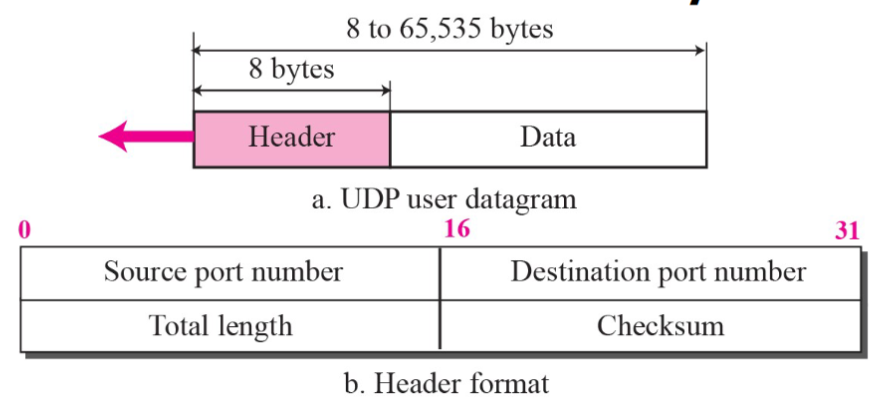 8 to 65,535 bytes
8 bytes
Header Data
a. UDP user datagram
0 16 31
Source port number Destination port number
Total length Checksum
b. Header format